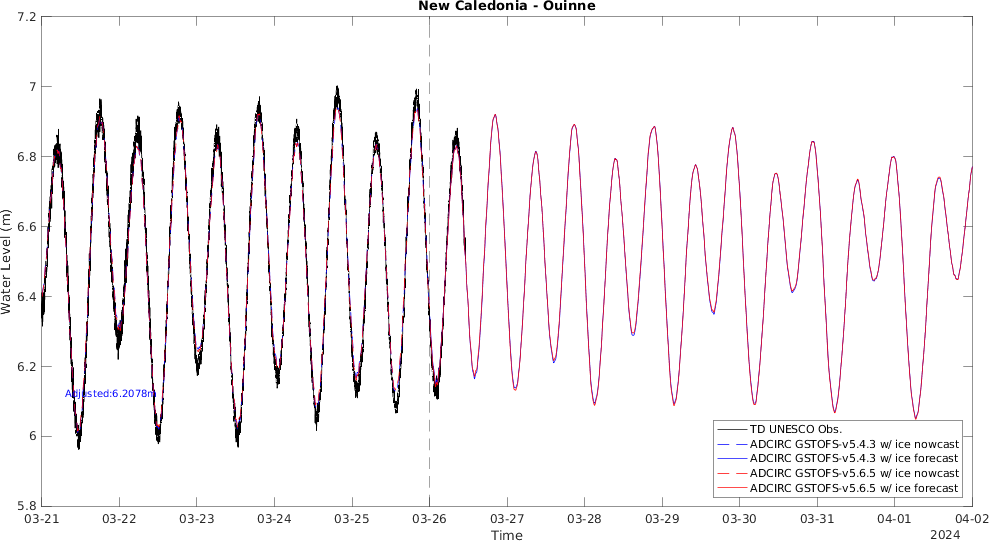 New Caledonia - Ouinne
7.2
7
6.8
6.6
6.4
6.2
6
5.8
Water Level (m)
Adjusted:6.2078m
TD UNESCO Obs.
ADCIRC GSTOFS-v5.4.3 w/ ice nowcast
ADCIRC GSTOFS-v5.4.3 w/ ice forecast
ADCIRC GSTOFS-v5.6.5 w/ ice nowcast
ADCIRC GSTOFS-v5.6.5 w/ ice forecast
03-21 03-22 03-23 03-24 03-25 03-26 03-27 03-28 03-29 03-30 03-31 04-01 04-02
Time
2024